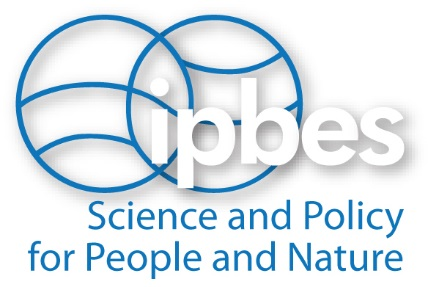 ipbes
Science and Policy
for People and Nature